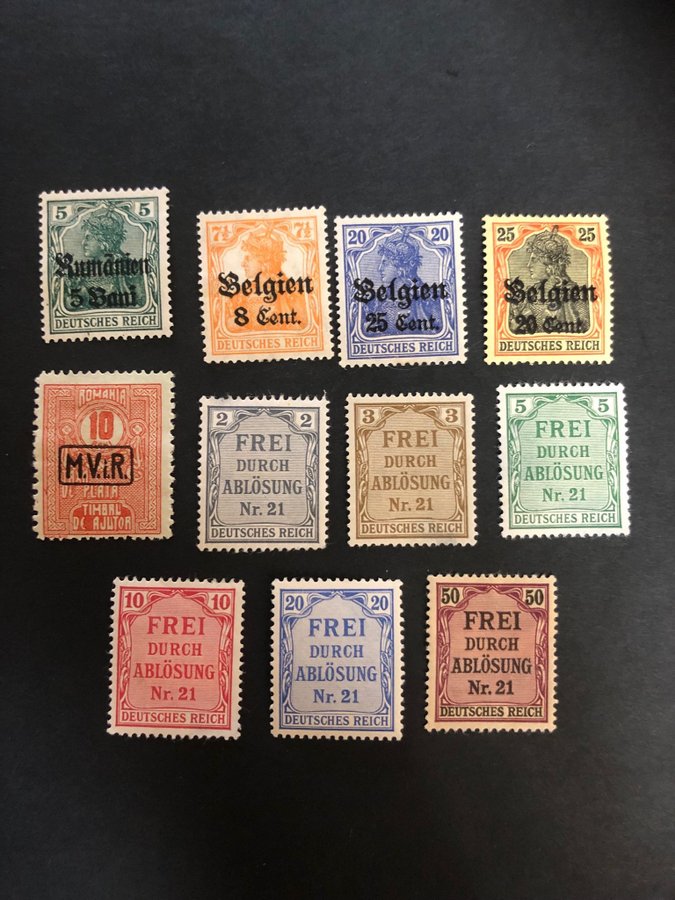 5 5
Rumänien
5 Bani
DEUTSCHES REICH
7½ 7½
Belgien
8 Cent.
DEUTSCHES REICH
20 20
Belgien
25 Cent.
DEUTSCHES REICH
25 25
Belgien
20 Cent.
DEUTSCHES REICH
ROMANIA
10
M.V.i.R.
DE PLATA
TIMBRU
DE AJUTOR
2 2
FREI
DURCH
ABLÖSUNG
Nr. 21
DEUTSCHES REICH
3 3
FREI
DURCH
ABLÖSUNG
Nr. 21
DEUTSCHES REICH
5 5
FREI
DURCH
ABLÖSUNG
Nr. 21
DEUTSCHES REICH
10 10
FREI
DURCH
ABLÖSUNG
Nr. 21
DEUTSCHES REICH
20 20
FREI
DURCH
ABLÖSUNG
Nr. 21
DEUTSCHES REICH
50 50
FREI
DURCH
ABLÖSUNG
Nr. 21
DEUTSCHES REICH